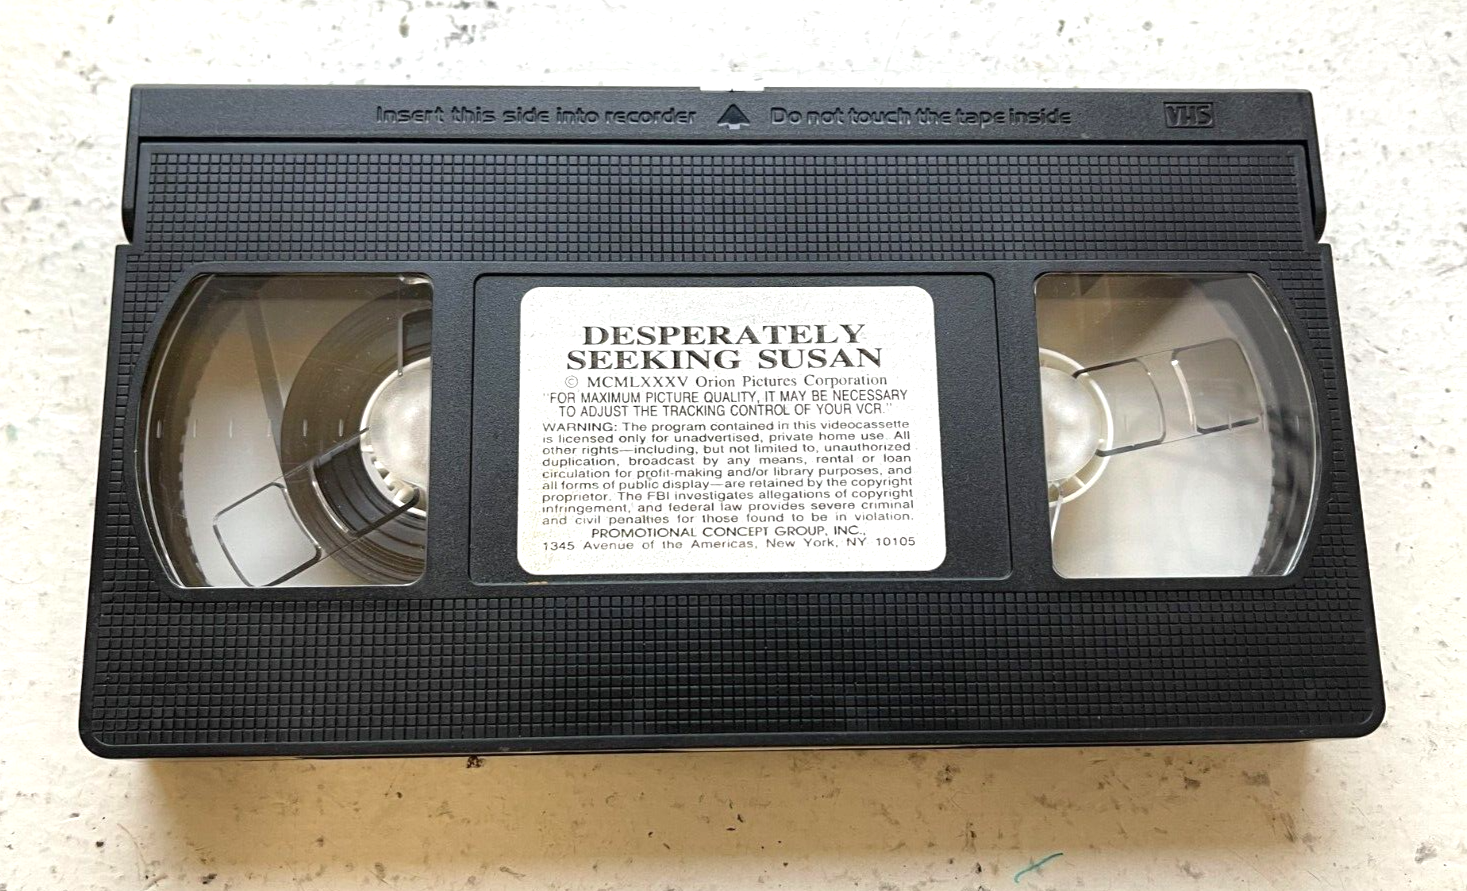 Insert this side into recorder Do not touch the tape inside VHS
DESPERATELY
SEEKING SUSAN
© MCMLXXXV Orion Pictures Corporation
"FOR MAXIMUM PICTURE QUALITY, IT MAY BE NECESSARY
TO ADJUST THE TRACKING CONTROL OF YOUR VCR."
WARNING: The program contained in this videocassette
is licensed only for unadvertised, private home use. All
other rights—including, but not limited to, unauthorized
duplication, broadcast by any means, rental or loan
circulation for profit-making and/or library purposes, and
all forms of public display—are retained by the copyright
proprietor. The FBI investigates allegations of copyright
infringement, and federal law provides severe criminal
and civil penalties for those found to be in violation.
PROMOTIONAL CONCEPT GROUP, INC.,
1345 Avenue of the Americas, New York, NY 10105